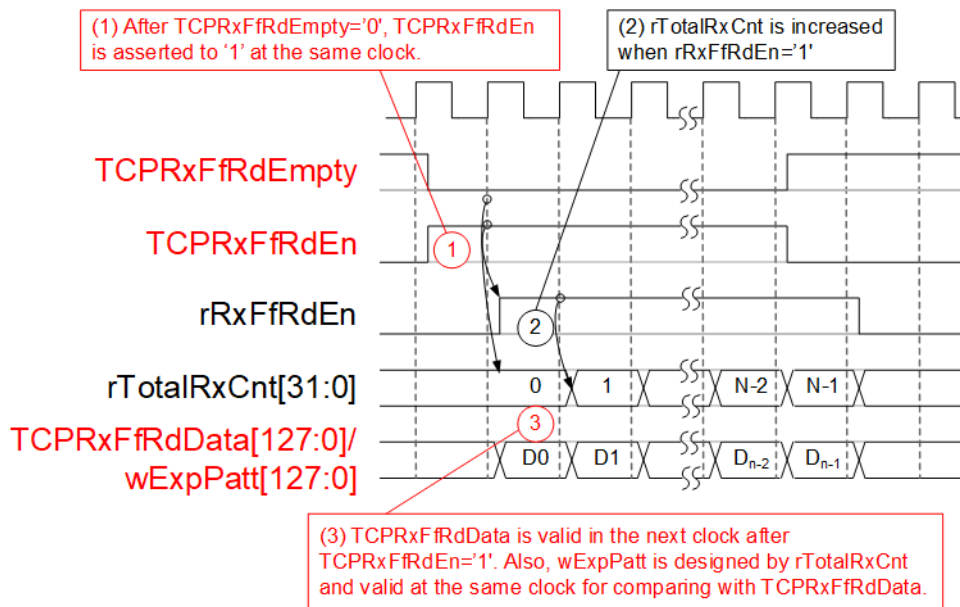 (1) After TCPRxFfRdEmpty=’0’, TCPRxFfRdEn
is asserted to ‘1’ at the same clock.
(2) rTotalRxCnt is increased
when rRxFfRdEn=’1’
TCPRxFfRdEmpty
TCPRxFfRdEn
1
rRxFfRdEn
2
rTotalRxCnt[31:0]
0 1 N-2 N-1
3
TCPRxFfRdData[127:0]/
wExpPatt[127:0]
D0 D1 Dn-2 Dn-1
(3) TCPRxFfRdData is valid in the next clock after
TCPRxFfRdEn=’1’. Also, wExpPatt is designed by rTotalRxCnt
and valid at the same clock for comparing with TCPRxFfRdData.